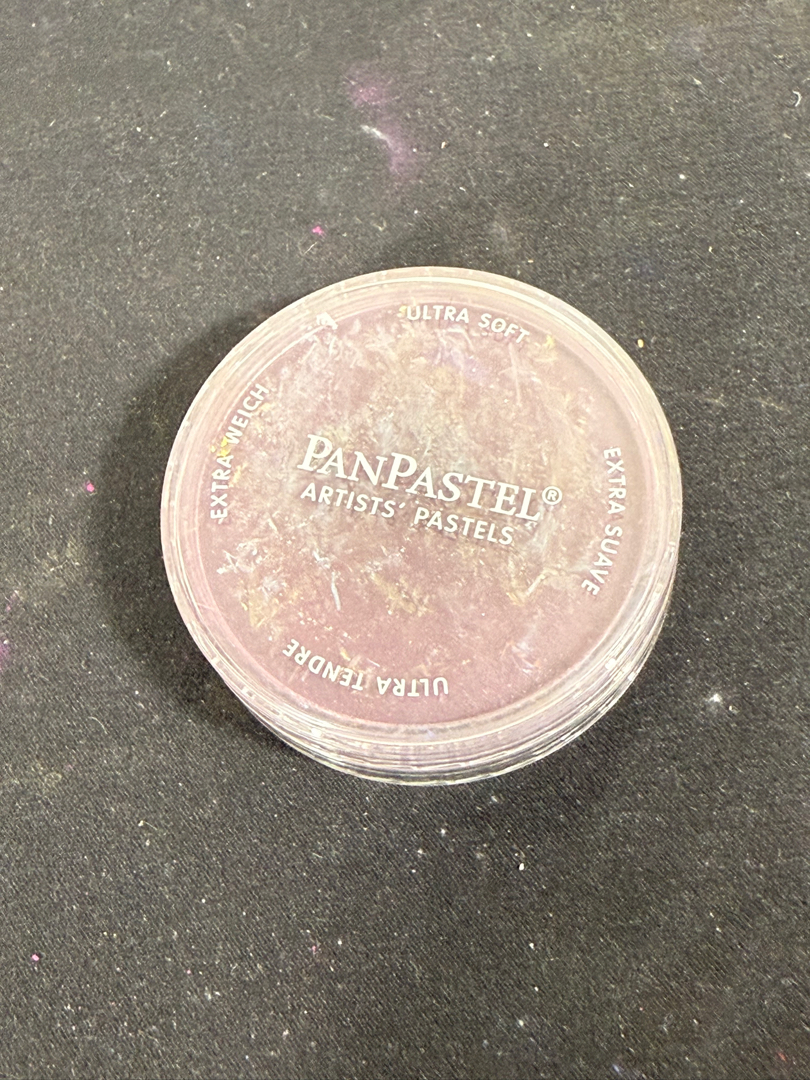 ULTRA SOFT
EXTRA WEICH
PANPASTEL®
ARTISTS' PASTELS
EXTRA SUAVE
ULTRA TENDRE